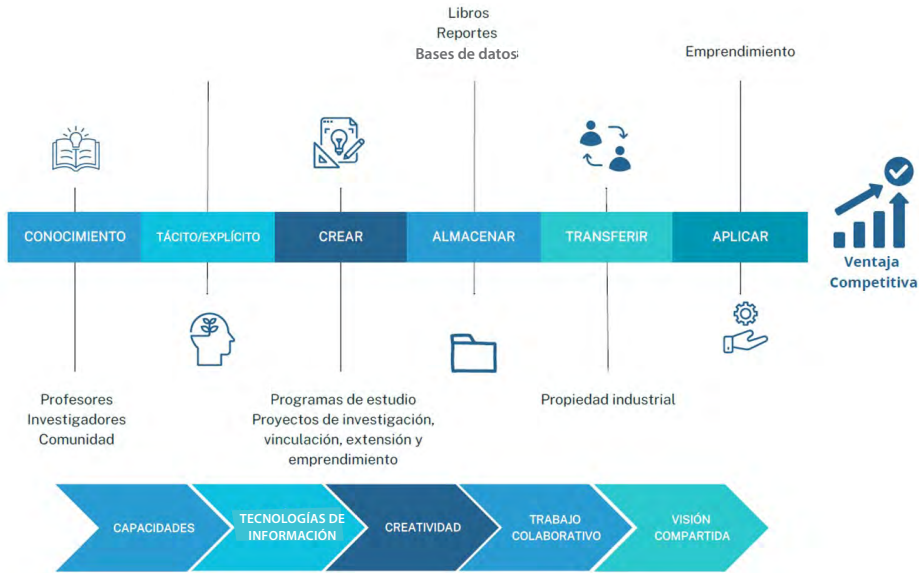 Libros
Reportes
Bases de datos
Emprendimiento
CONOCIMIENTO
TÁCITO/EXPLÍCITO
CREAR
ALMACENAR
TRANSFERIR
APLICAR
Ventaja
Competitiva
Profesores
Investigadores
Comunidad
Programas de estudio
Proyectos de investigación,
vinculación, extensión y
emprendimiento
Propiedad industrial
CAPACIDADES
TECNOLOGÍAS DE
INFORMACIÓN
CREATIVIDAD
TRABAJO
COLABORATIVO
VISIÓN
COMPARTIDA